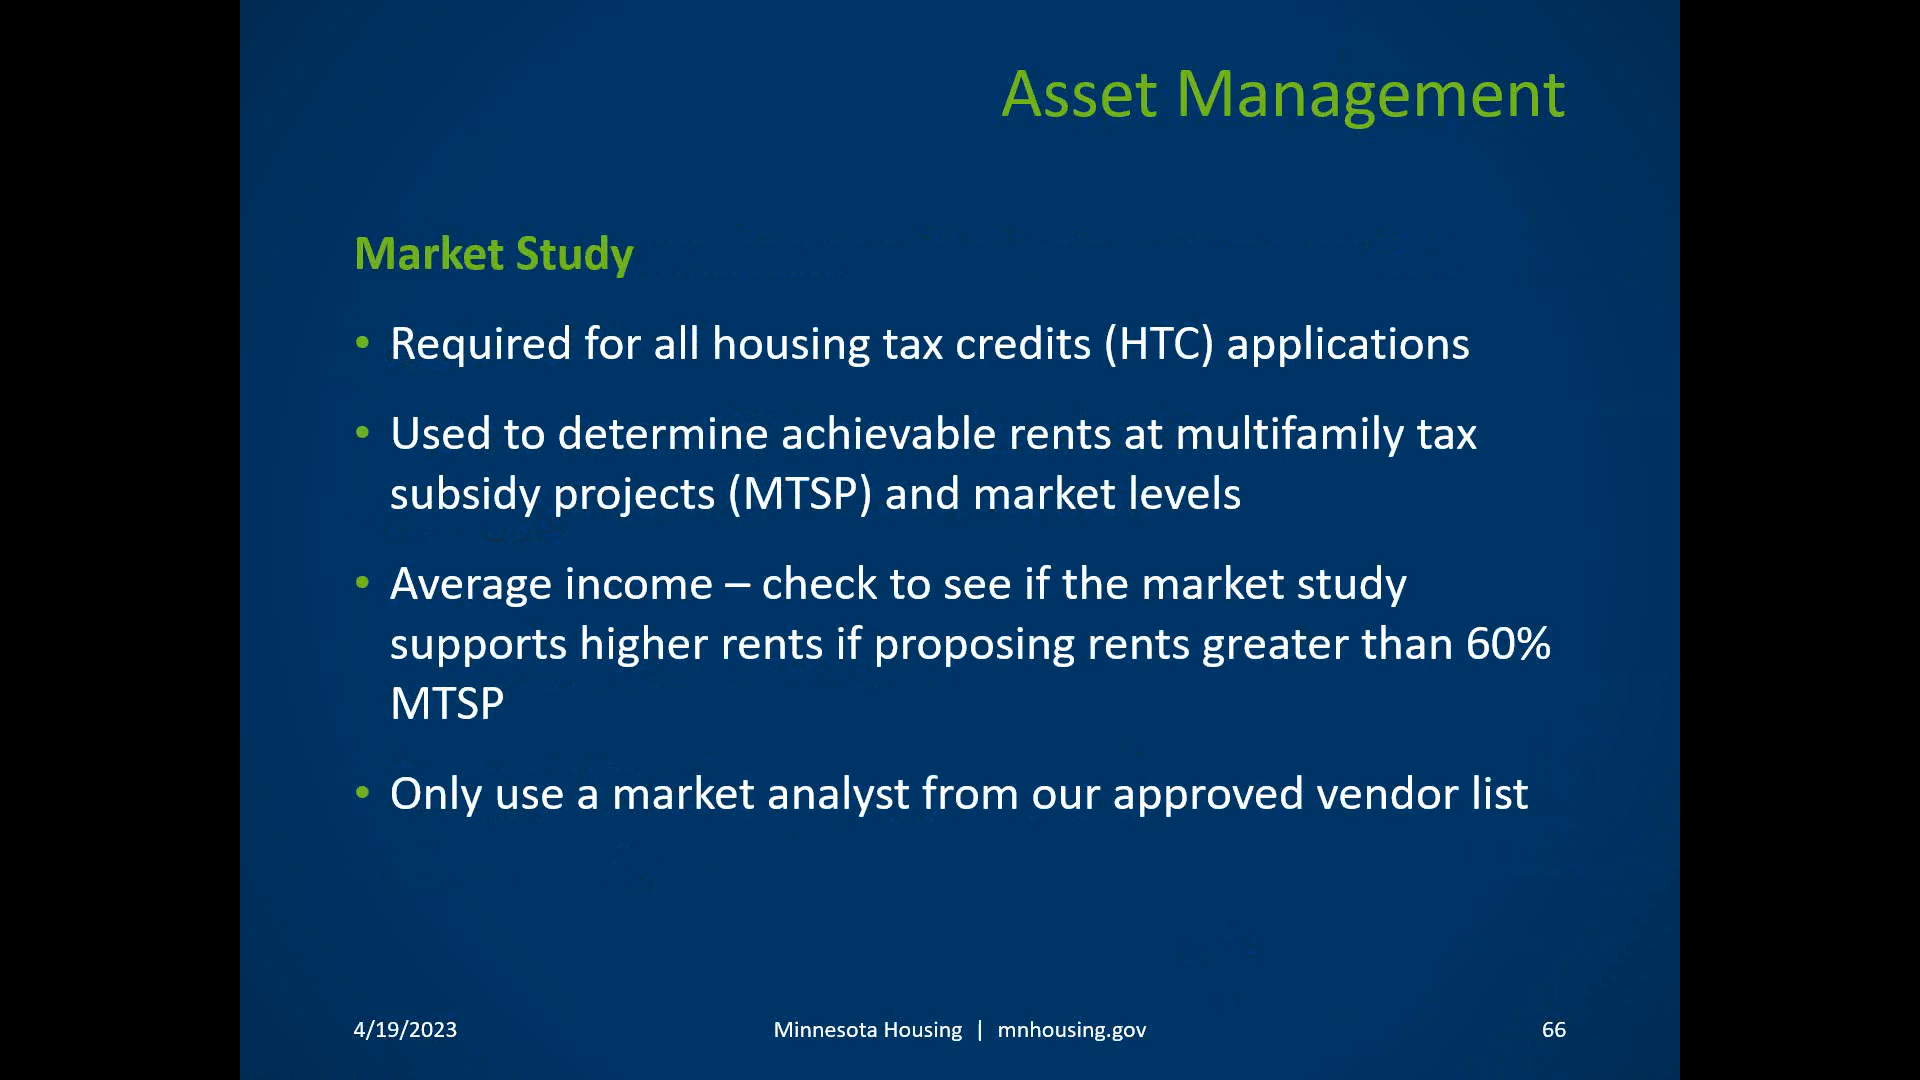 Asset Management
Market Study
• Required for all housing tax credits (HTC) applications
• Used to determine achievable rents at multifamily tax
subsidy projects (MTSP) and market levels
• Average income – check to see if the market study
supports higher rents if proposing rents greater than 60%
MTSP
• Only use a market analyst from our approved vendor list
4/19/2023
Minnesota Housing | mnhousing.gov
66